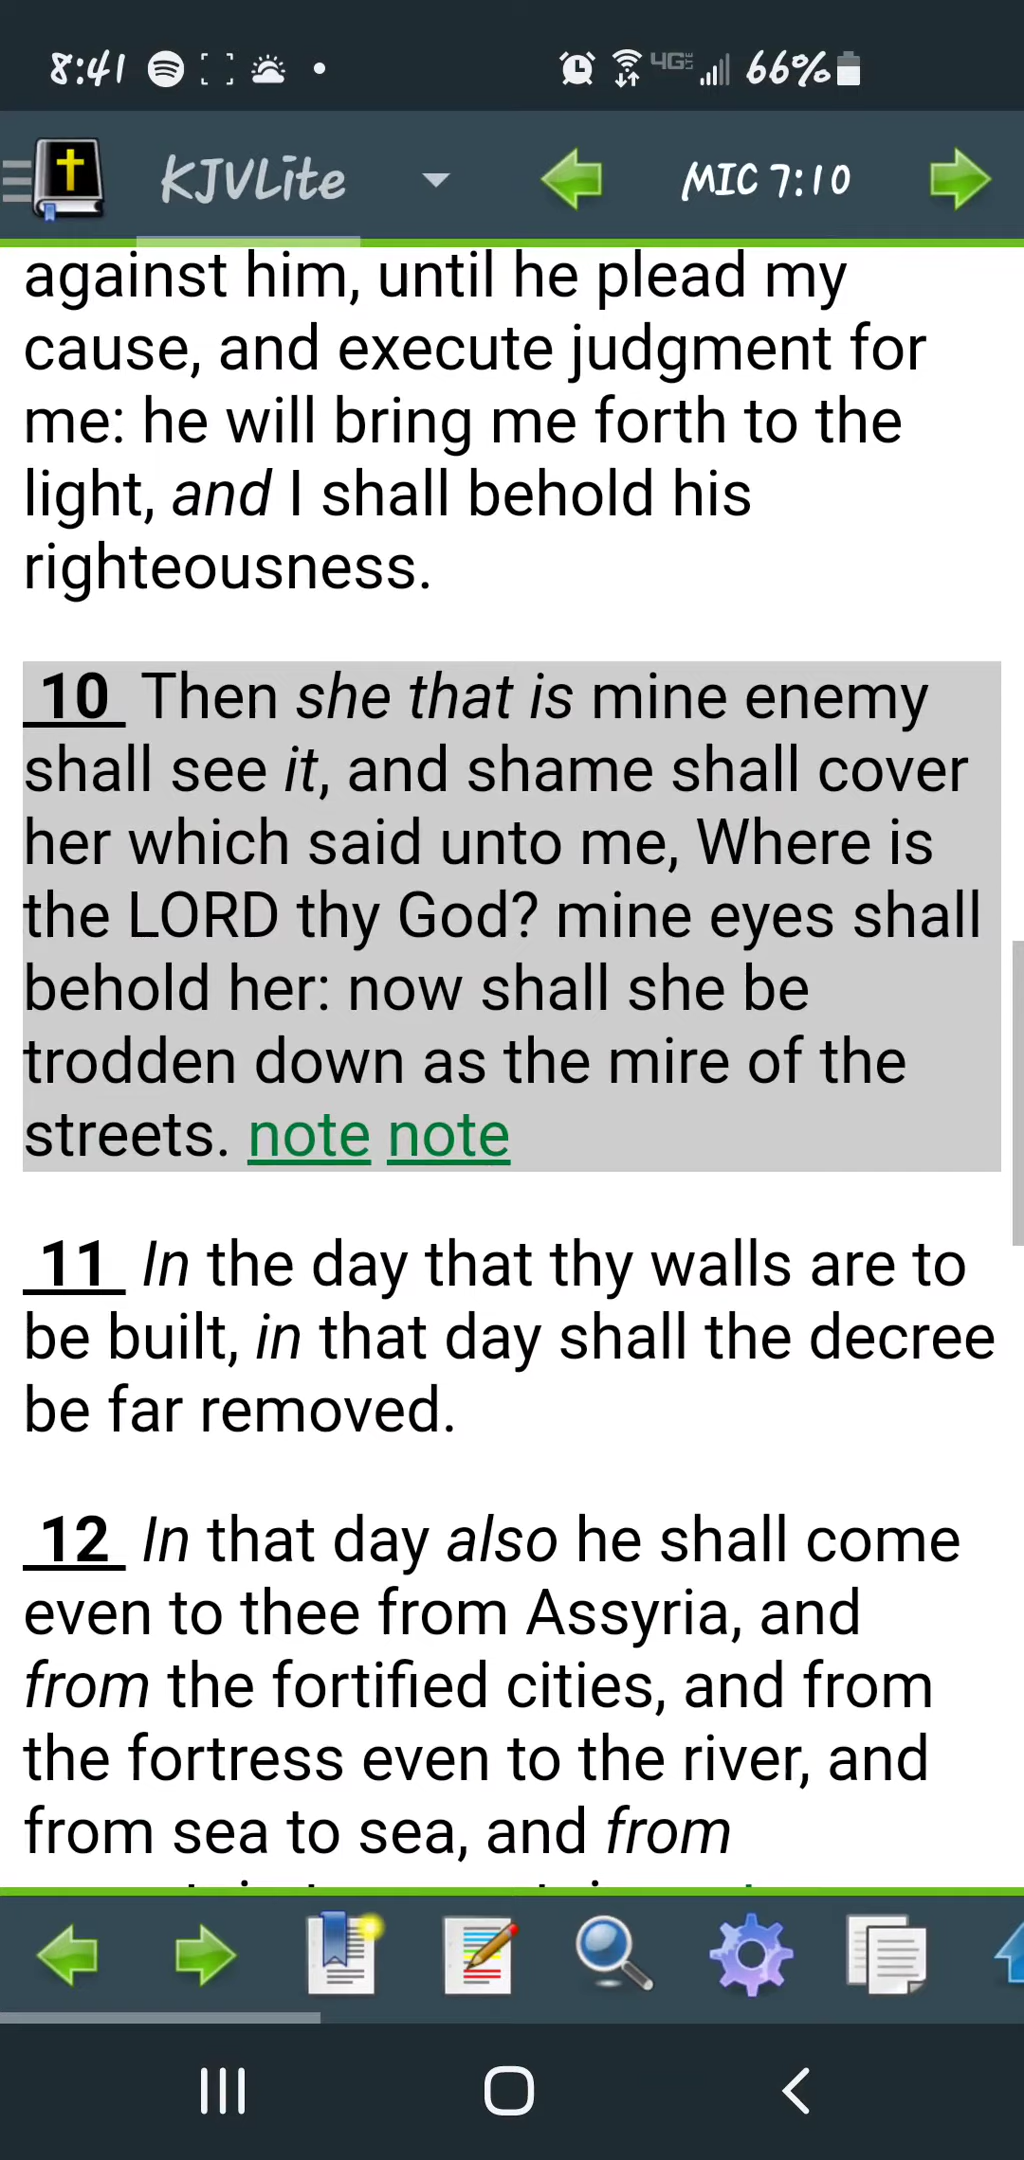 8:41 4G LTE 66%
KJVLite MIC 7:10
against him, until he plead my
cause, and execute judgment for
me: he will bring me forth to the
light, and I shall behold his
righteousness.
10 Then she that is mine enemy
shall see it, and shame shall cover
her which said unto me, Where is
the LORD thy God? mine eyes shall
behold her: now shall she be
trodden down as the mire of the
streets. note note
11 In the day that thy walls are to
be built, in that day shall the decree
be far removed.
12 In that day also he shall come
even to thee from Assyria, and
from the fortified cities, and from
the fortress even to the river, and
from sea to sea, and from